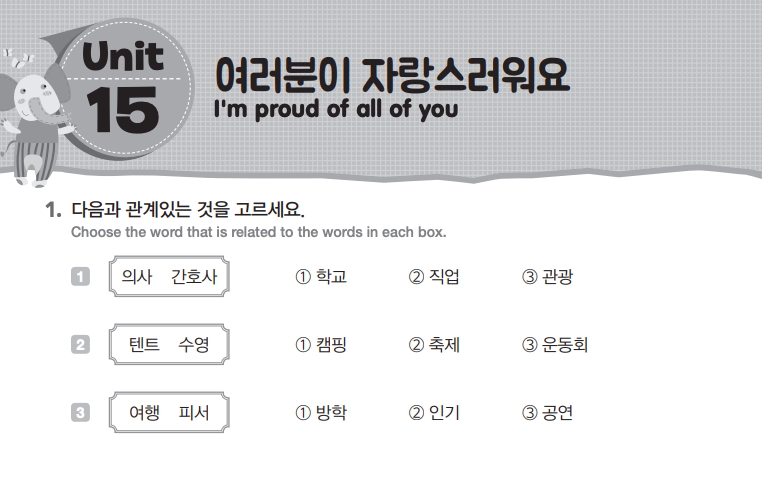 Unit
15
여러분이 자랑스러워요
I'm proud of all of you
1. 다음과 관계있는 것을 고르세요.
Choose the word that is related to the words in each box.
1 의사 간호사 ① 학교 ② 직업 ③ 관광
2 텐트 수영 ① 캠핑 ② 축제 ③ 운동회
3 여행 피서 ① 방학 ② 인기 ③ 공연